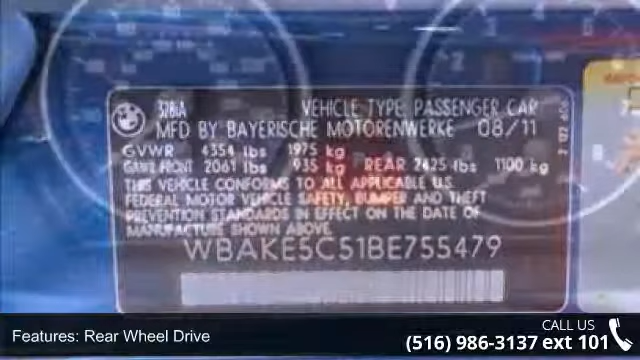 328iA VEHICLE TYPE: PASSENGER CAR
MFD BY BAYERISCHE MOTORENWERKE 08/11
GVWR 4354 lbs 1975 kg
GAWR FRONT 2061 lbs 935 kg REAR 2425 lbs 1100 kg
THIS VEHICLE CONFORMS TO ALL APPLICABLE U.S.
FEDERAL MOTOR VEHICLE SAFETY, BUMPER AND THEFT
PREVENTION STANDARDS IN EFFECT ON THE DATE OF
MANUFACTURE SHOWN ABOVE.
WBAKE5C51BE755479
Features: Rear Wheel Drive
CALL US
(516) 986-3137 ext 101